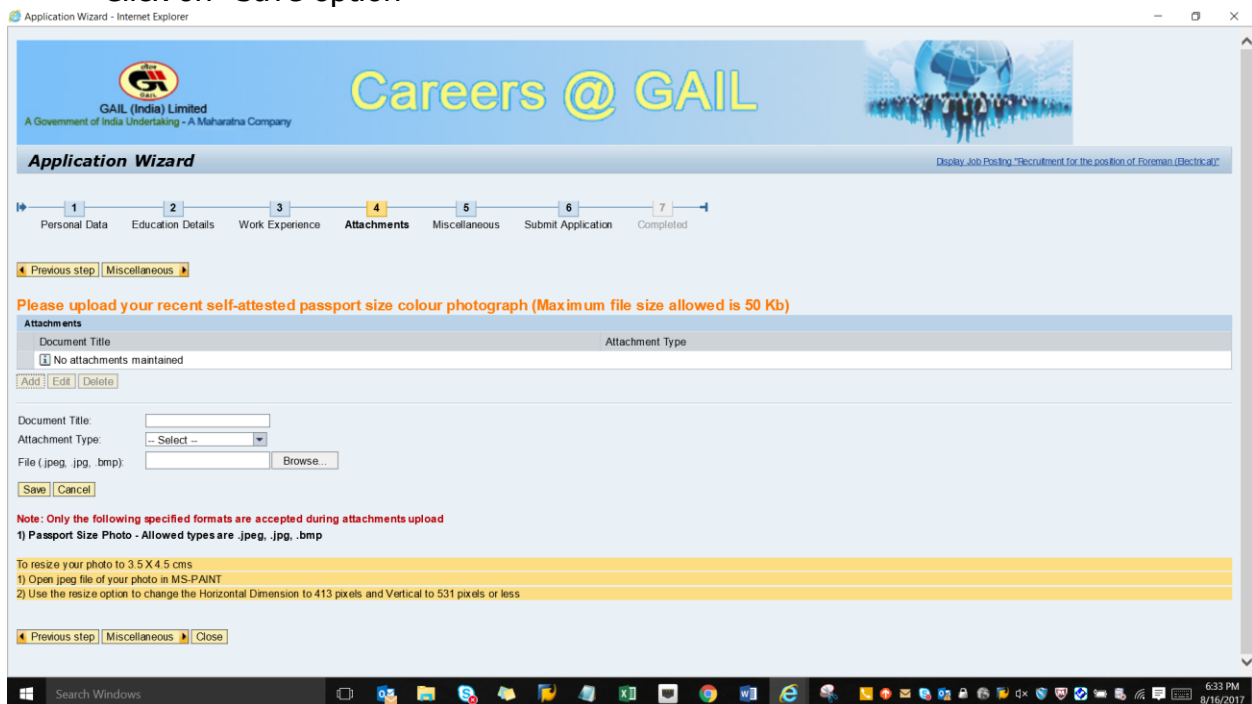 Click on "Save option
Application Wizard - Internet Explorer
GAIL
GAIL (India) Limited
A Government of India Undertaking - A Maharatna Company
Careers @ GAIL
Application Wizard
Display Job Posting "Recruitment for the position of Foreman (Electrical)"
1 2 3 4 5 6 7
Personal Data Education Details Work Experience Attachments Miscellaneous Submit Application Completed
Previous step Miscellaneous
Please upload your recent self-attested passport size colour photograph (Maximum file size allowed is 50 Kb)
Attachments
Document Title Attachment Type
No attachments maintained
Add Edit Delete
Document Title:
Attachment Type: -- Select --
File (.jpeg, .jpg, .bmp): Browse...
Save Cancel
Note: Only the following specified formats are accepted during attachments upload
1) Passport Size Photo - Allowed types are .jpeg, .jpg, .bmp
To resize your photo to 3.5 X 4.5 cms
1) Open jpeg file of your photo in MS-PAINT
2) Use the resize option to change the Horizontal Dimension to 413 pixels and Vertical to 531 pixels or less
Previous step Miscellaneous Close
Search Windows
6:33 PM
8/16/2017